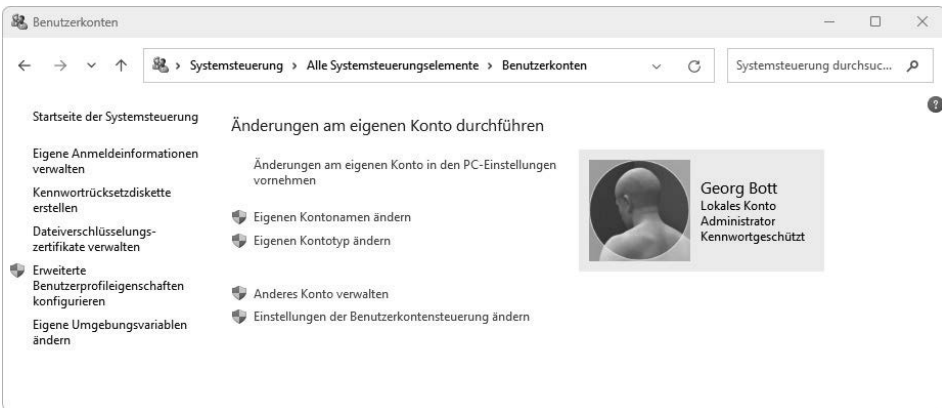 Benutzerkonten
Systemsteuerung > Alle Systemsteuerungselemente > Benutzerkonten
Systemsteuerung durchsuc...
Startseite der Systemsteuerung
Eigene Anmeldeinformationen
verwalten
Kennwortrücksetzdiskette
erstellen
Dateiverschlüsselungs-
zertifikate verwalten
Erweiterte
Benutzerprofileigenschaften
konfigurieren
Eigene Umgebungsvariablen
ändern
Änderungen am eigenen Konto durchführen
Änderungen am eigenen Konto in den PC-Einstellungen
vornehmen
Eigenen Kontonamen ändern
Eigenen Kontotyp ändern
Anderes Konto verwalten
Einstellungen der Benutzerkontensteuerung ändern
Georg Bott
Lokales Konto
Administrator
Kennwortgeschützt
?